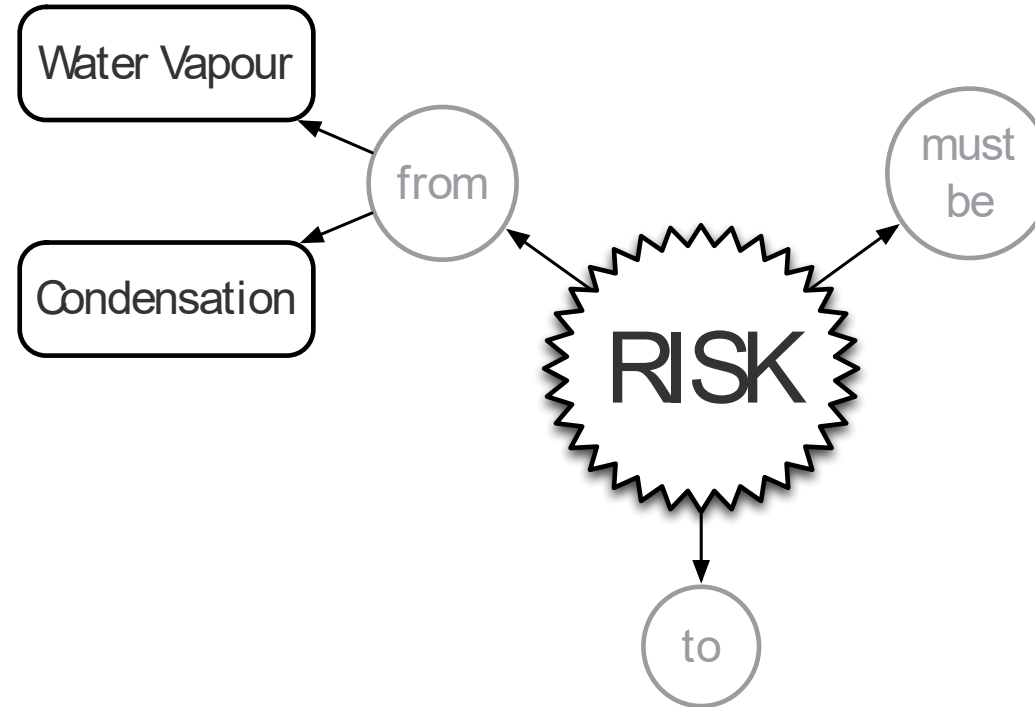 Water Vapour
from
must
be
Condensation
RISK
to